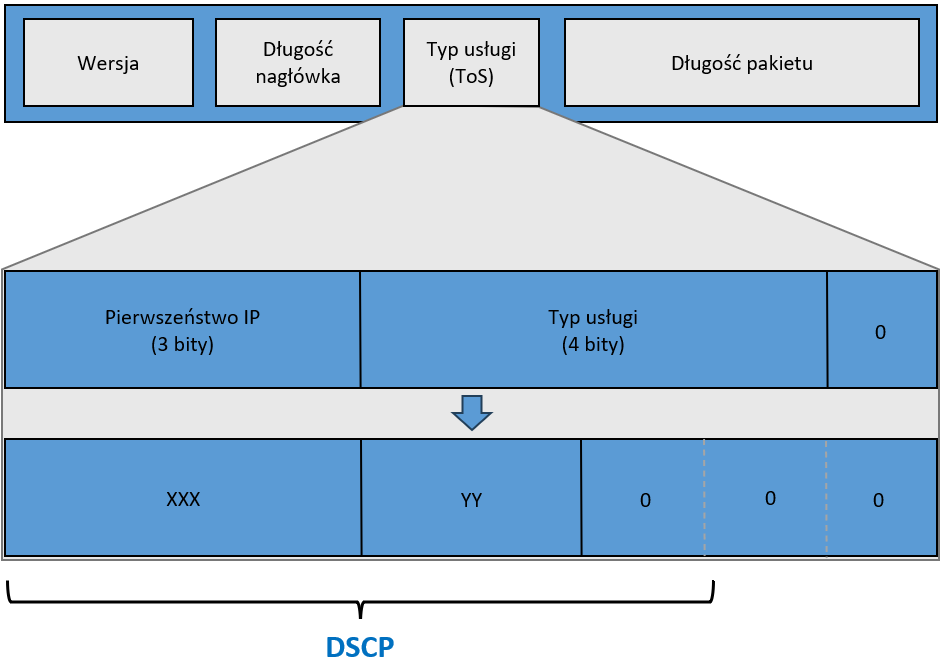 Wersja
Długość
nagłówka
Typ usługi
(ToS)
Długość pakietu
Pierwszeństwo IP
(3 bity)
Typ usługi
(4 bity)
0
XXX
YY
0
0
0
DSCP